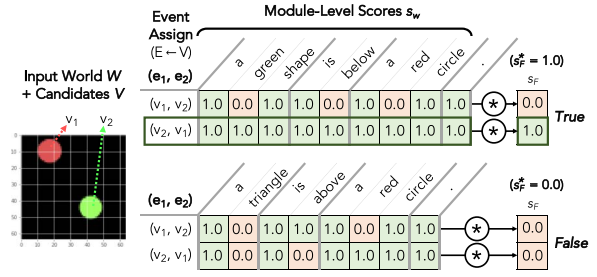 Event
Assign
(E ← V)
(e₁, e₂)
Module-Level Scores s_w
a green shape is below a red circle .
(s*_F = 1.0)
s_F
(v₁, v₂) 1.0 0.0 1.0 1.0 0.0 1.0 0.0 1.0 1.0 * 0.0
(v₂, v₁) 1.0 1.0 1.0 1.0 1.0 1.0 1.0 1.0 1.0 * 1.0
True
Input World W
+ Candidates V
v₁ v₂
0
10
20
30
40
50
60
0 10 20 30 40 50 60
a triangle is above a red circle .
(s*_F = 0.0)
(e₁, e₂)
s_F
(v₁, v₂) 1.0 0.0 1.0 1.0 1.0 0.0 1.0 1.0 * 0.0
(v₂, v₁) 1.0 0.0 1.0 0.0 1.0 1.0 1.0 1.0 * 0.0
False